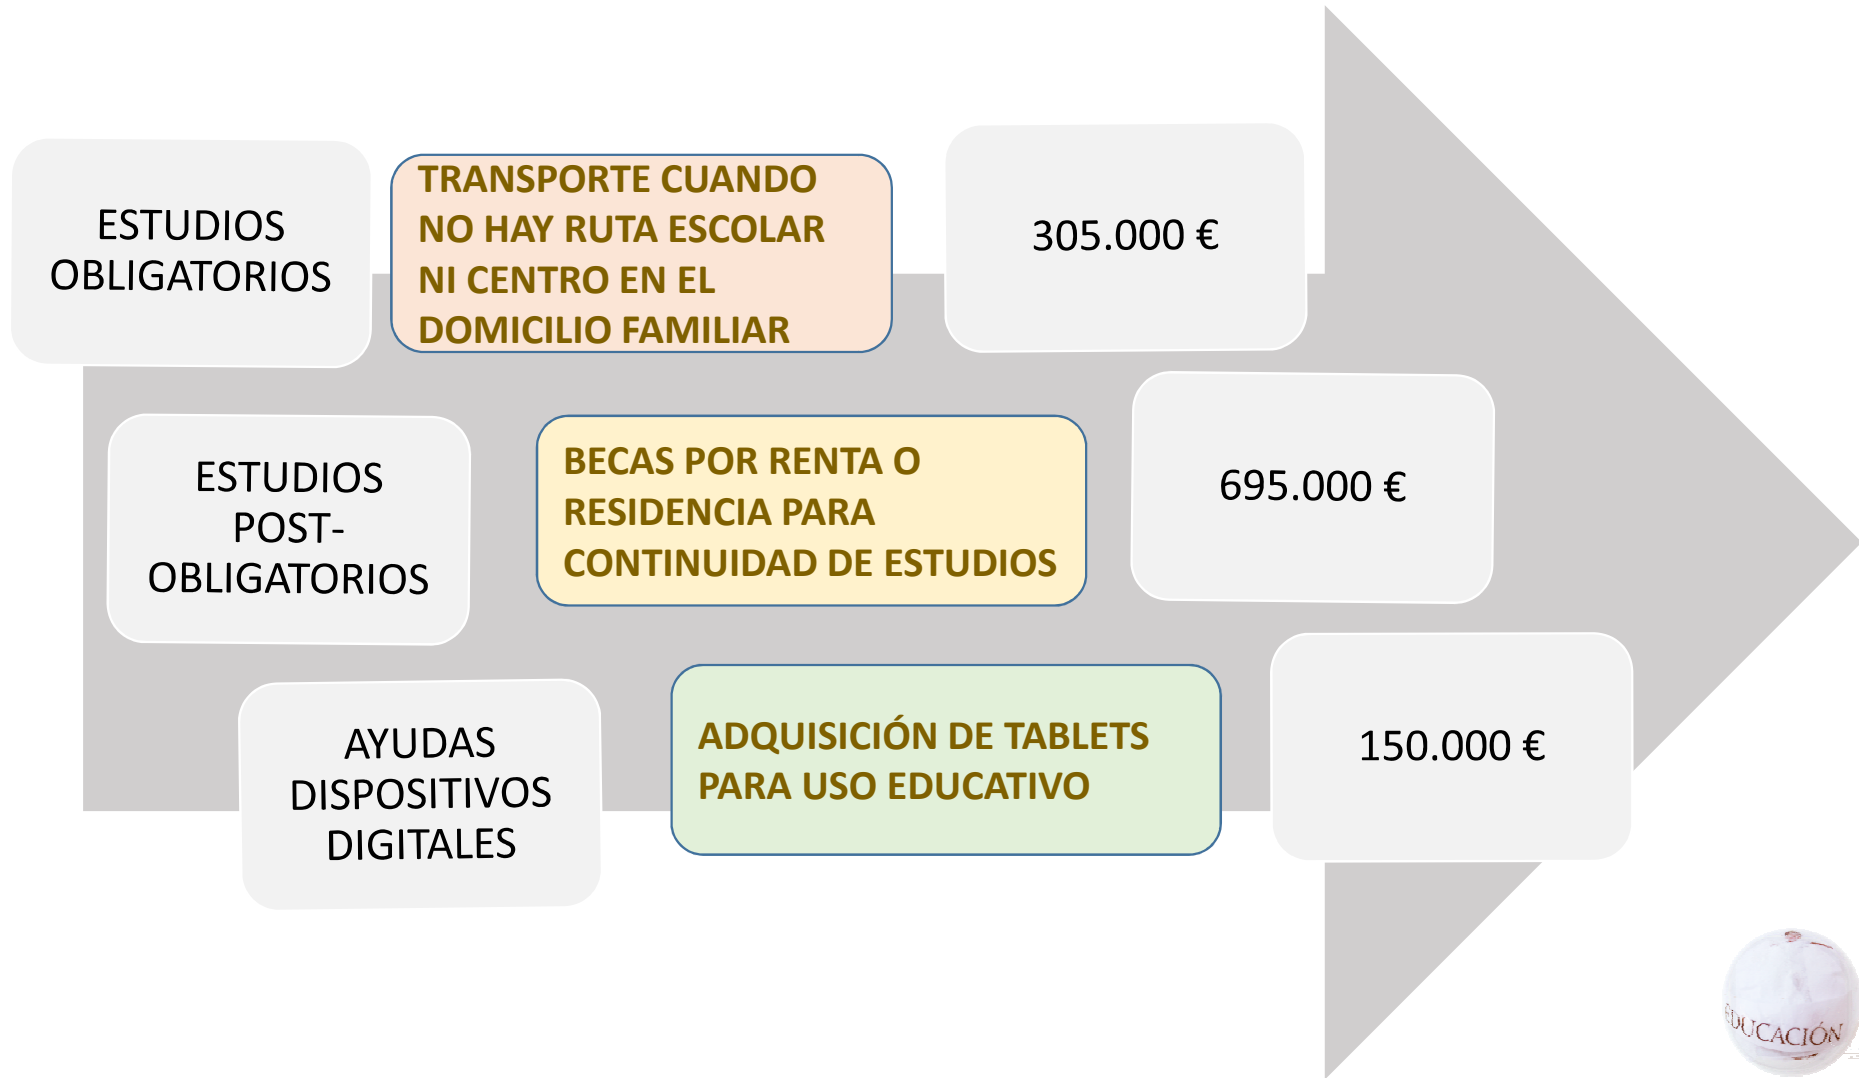 ESTUDIOS
OBLIGATORIOS
TRANSPORTE CUANDO
NO HAY RUTA ESCOLAR
NI CENTRO EN EL
DOMICILIO FAMILIAR
305.000 €
ESTUDIOS
POST-
OBLIGATORIOS
BECAS POR RENTA O
RESIDENCIA PARA
CONTINUIDAD DE ESTUDIOS
695.000 €
AYUDAS
DISPOSITIVOS
DIGITALES
ADQUISICIÓN DE TABLETS
PARA USO EDUCATIVO
150.000 €
EDUCACIÓN